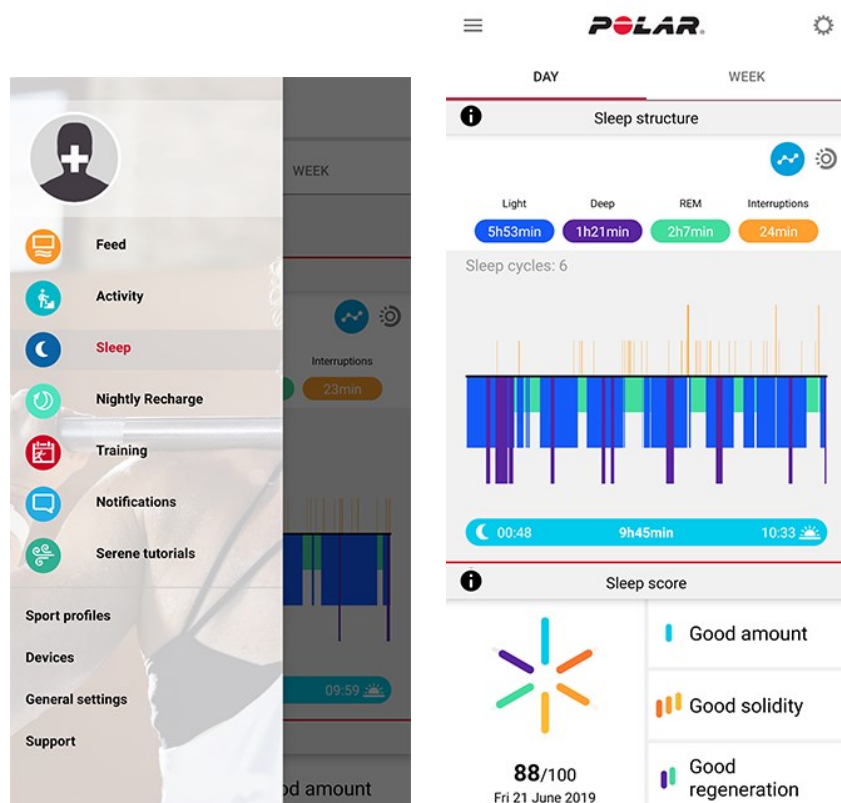 WEEK
Feed
Activity
Sleep
Interruptions
Nightly Recharge
23min
Training
Notifications
Serene tutorials
Sport profiles
Devices
General settings
09:59
Support
od amount
POLAR.
DAY WEEK
Sleep structure
Light Deep REM Interruptions
5h53min 1h21min 2h7min 24min
Sleep cycles: 6
00:48 9h45min 10:33
Sleep score
Good amount
Good solidity
88/100
Fri 21 June 2019
Good
regeneration